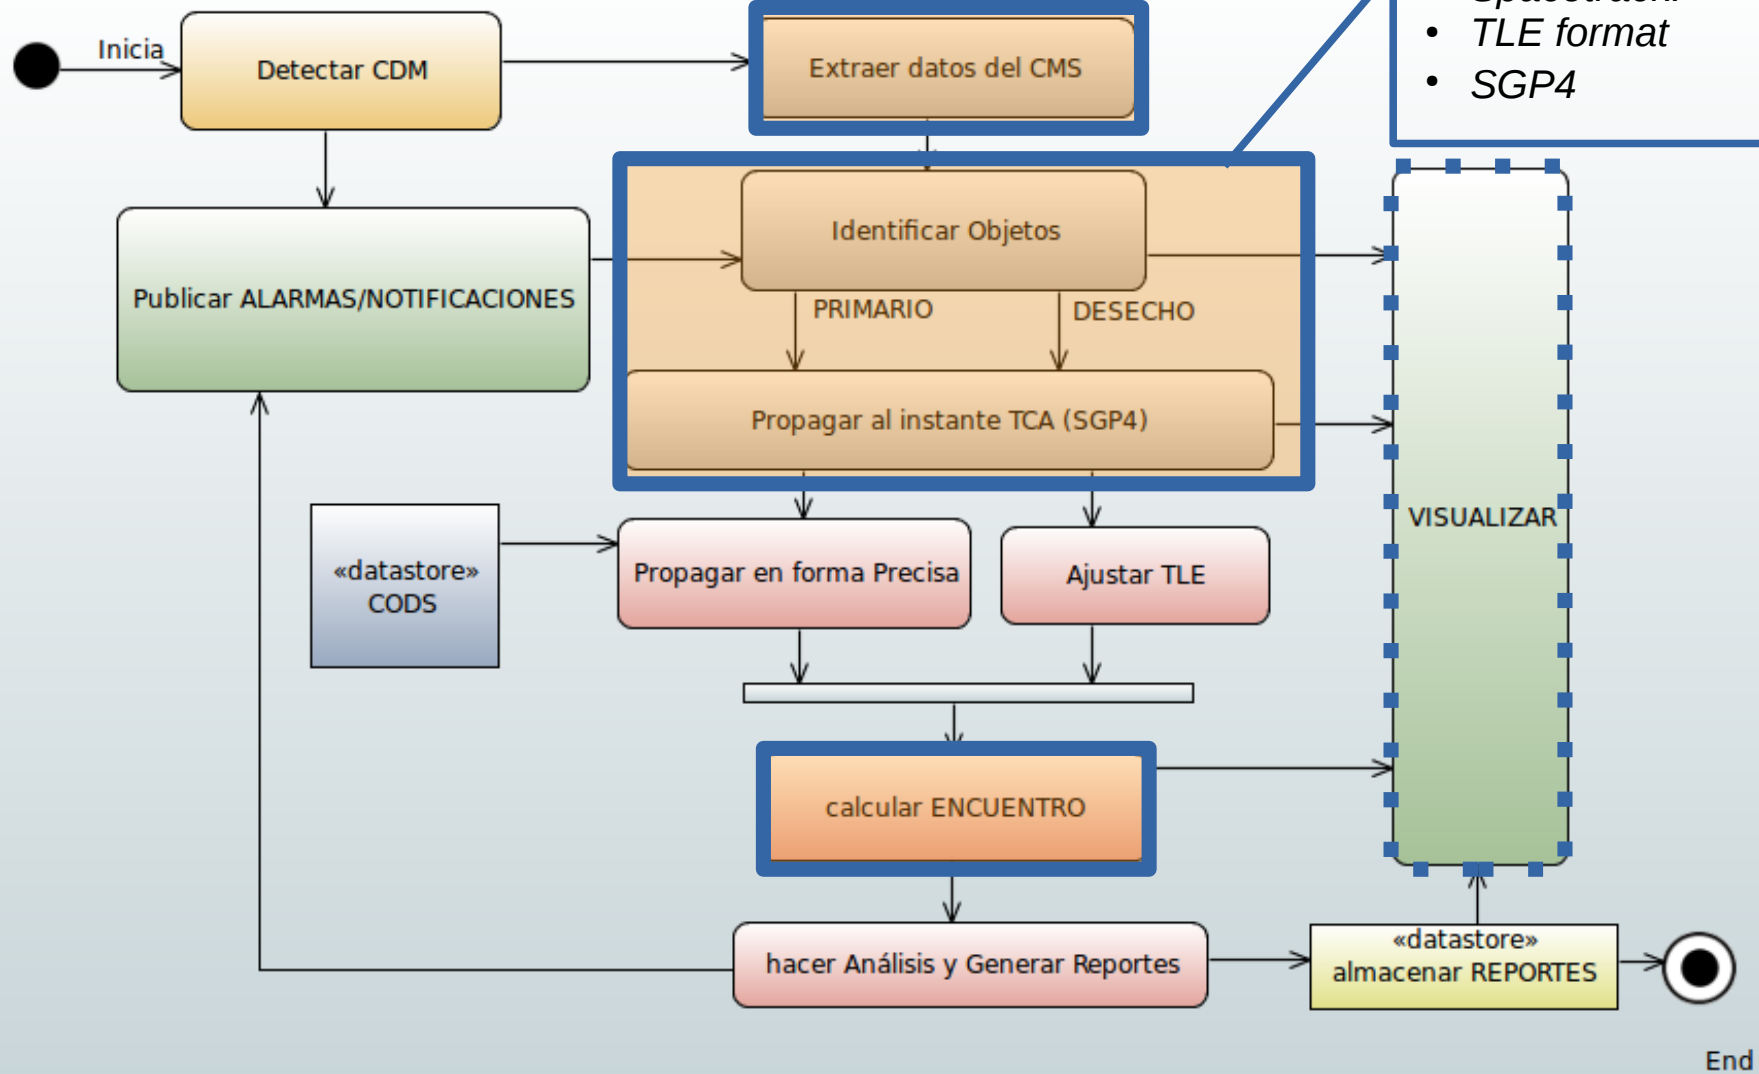 • TLE format
• SGP4
Inicia
Detectar CDM
Extraer datos del CMS
Identificar Objetos
Publicar ALARMAS/NOTIFICACIONES
PRIMARIO
DESECHO
Propagar al instante TCA (SGP4)
VISUALIZAR
«datastore»
CODS
Propagar en forma Precisa
Ajustar TLE
calcular ENCUENTRO
hacer Análisis y Generar Reportes
«datastore»
almacenar REPORTES
End